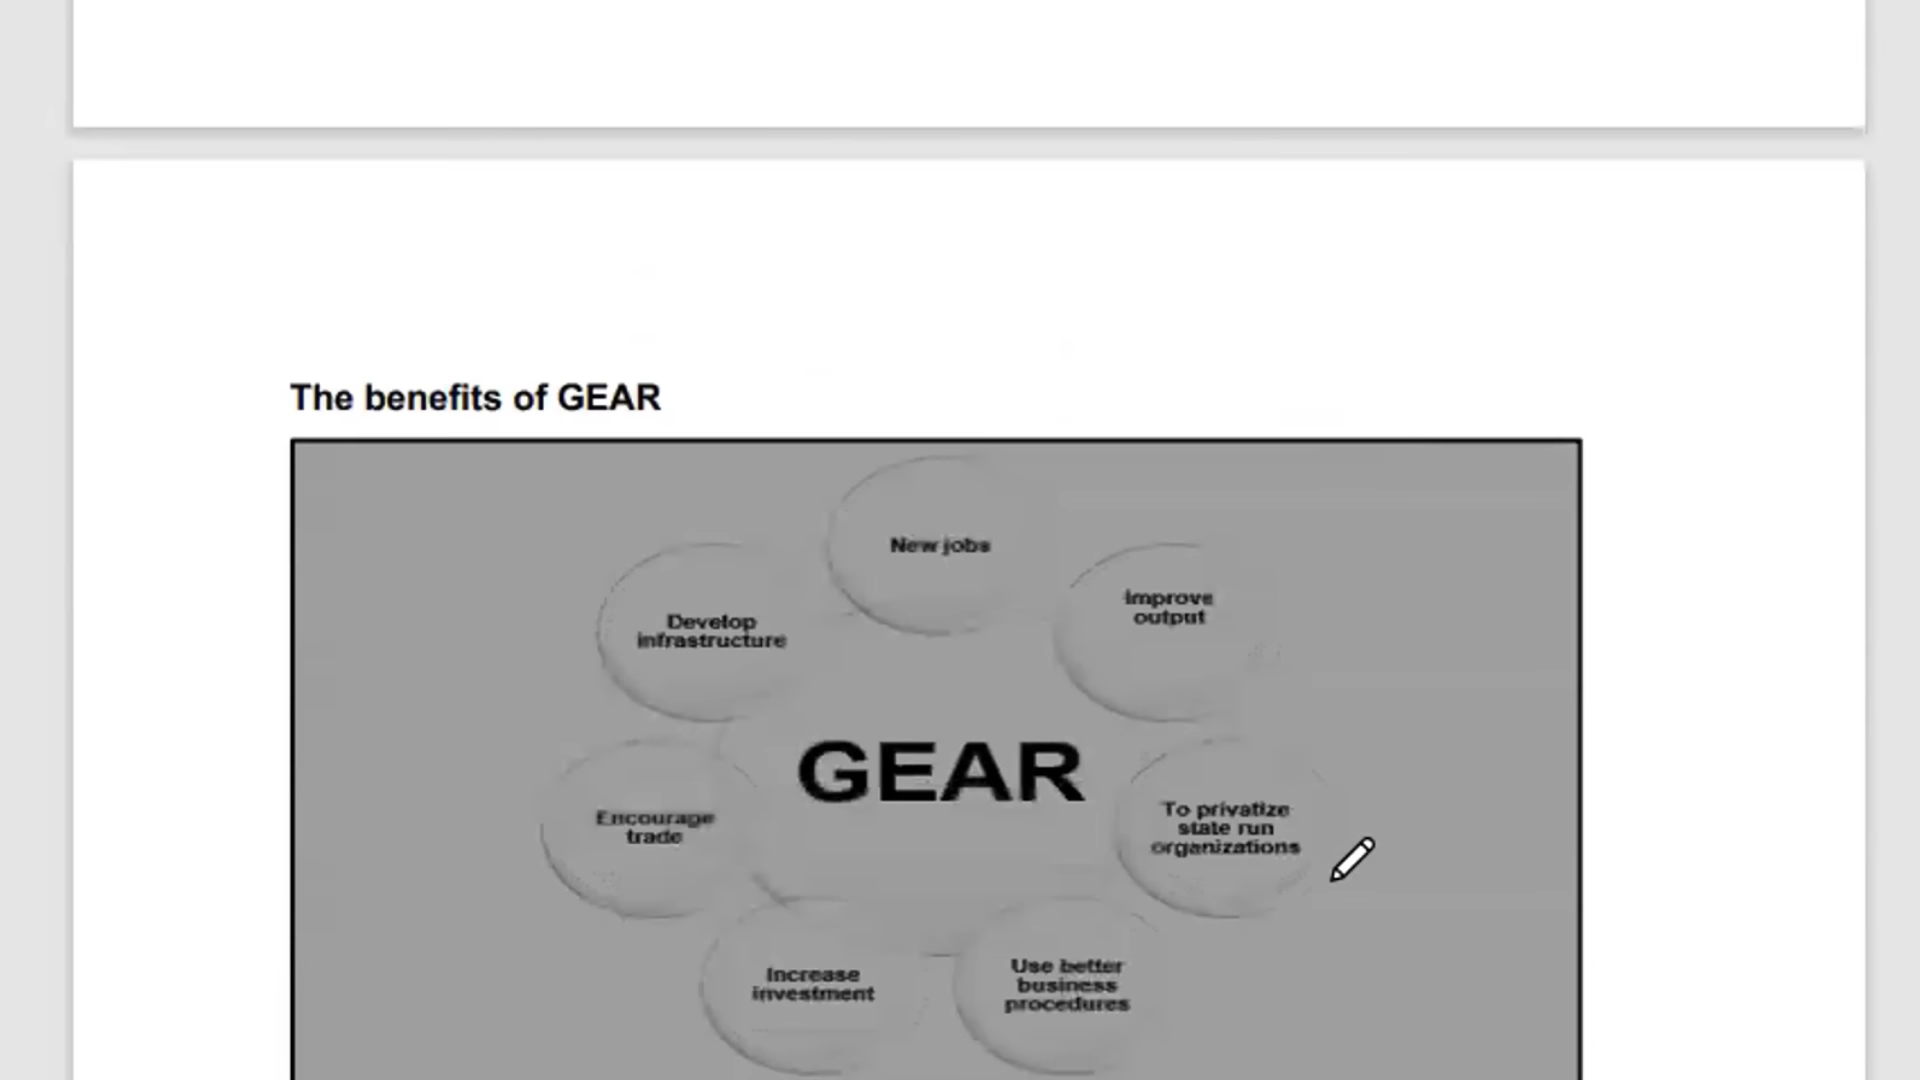 The benefits of GEAR
New jobs
Improve
output
Develop
infrastructure
GEAR
To privatize
state run
organizations
Encourage
trade
Use better
business
procedures
Increase
investment